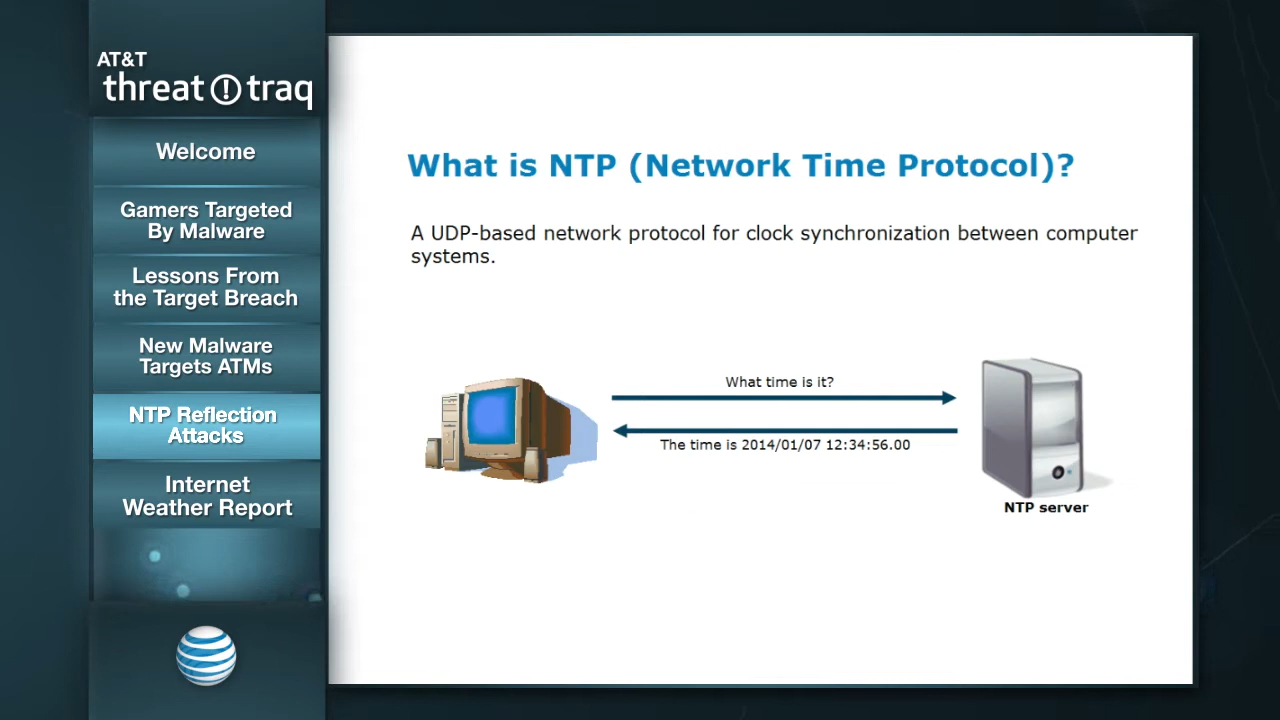 AT&T
threat traq
Welcome
Gamers Targeted
By Malware
Lessons From
the Target Breach
New Malware
Targets ATMs
NTP Reflection
Attacks
Internet
Weather Report
What is NTP (Network Time Protocol)?
A UDP-based network protocol for clock synchronization between computer
systems.
What time is it?
The time is 2014/01/07 12:34:56.00
NTP server